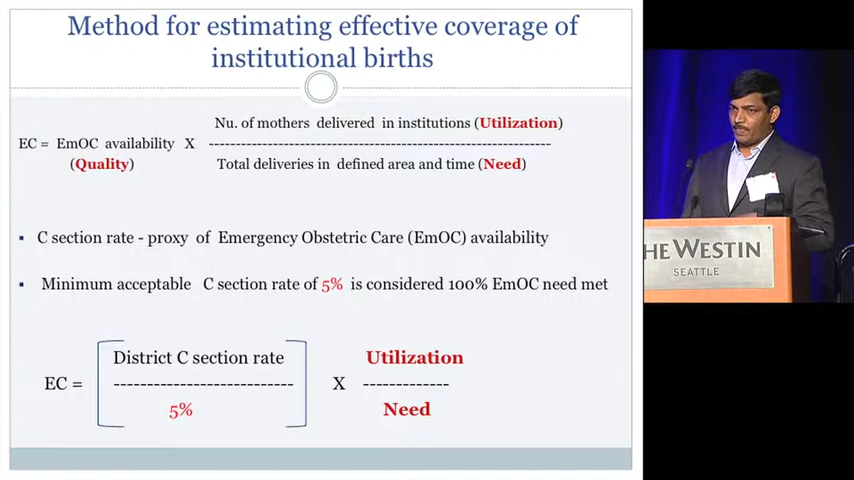 Method for estimating effective coverage of
institutional births
Nu. of mothers delivered in institutions (Utilization)
EC = EmOC availability X ----------------------------------------------------
(Quality) Total deliveries in defined area and time (Need)
▪ C section rate - proxy of Emergency Obstetric Care (EmOC) availability
▪ Minimum acceptable C section rate of 5% is considered 100% EmOC need met
District C section rate Utilization
EC = --------------------------- X -------------
5% Need
THE WESTIN
SEATTLE